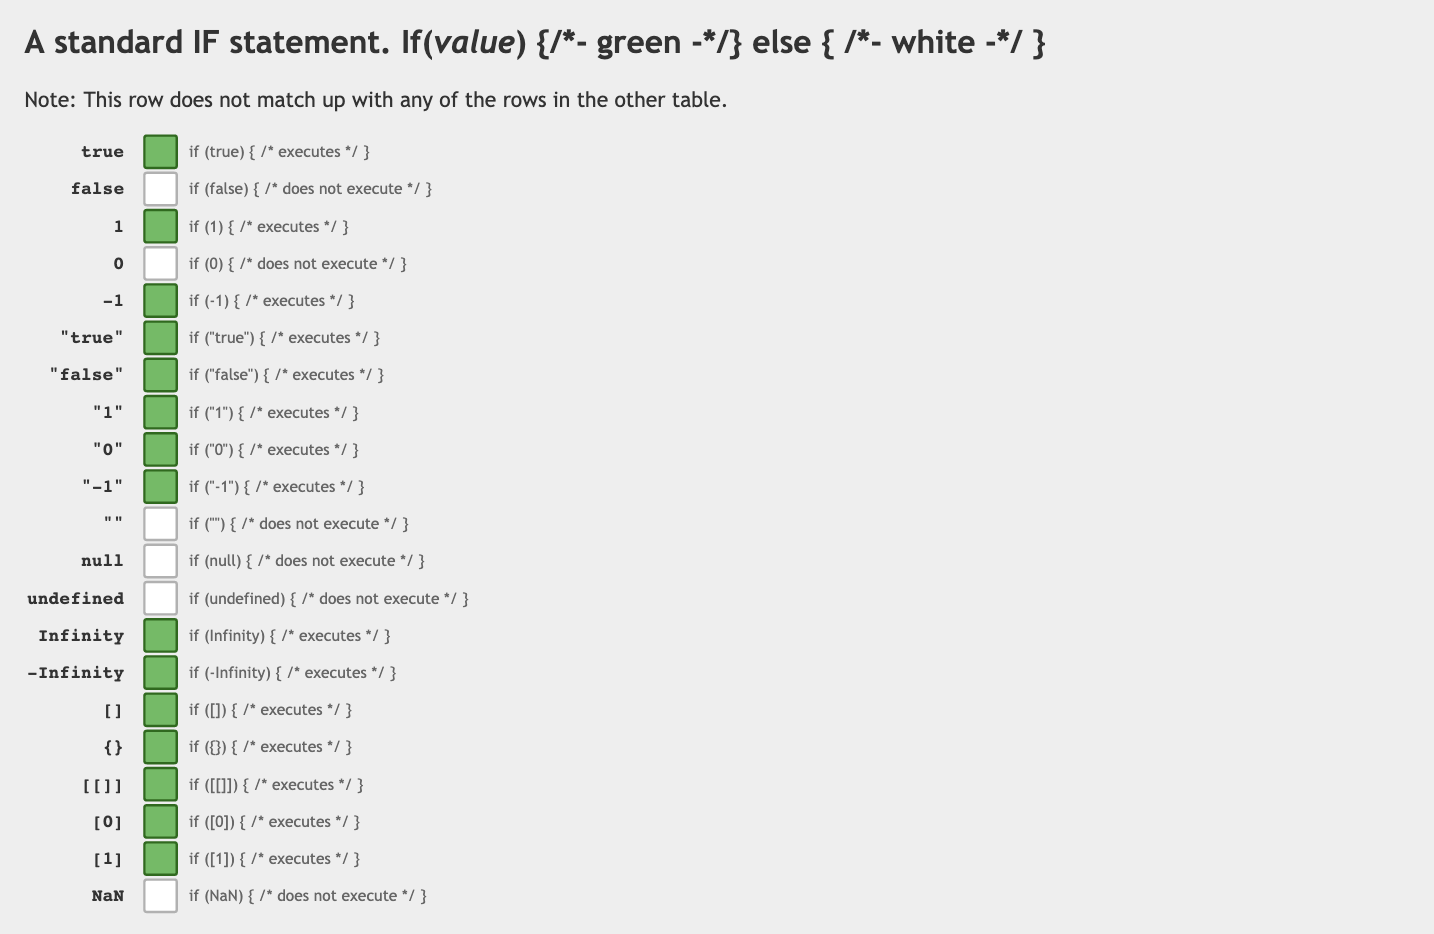 A standard IF statement. If(value) {/*- green -*/} else { /*- white -*/ }
Note: This row does not match up with any of the rows in the other table.
true if (true) { /* executes */ }
false if (false) { /* does not execute */ }
1 if (1) { /* executes */ }
0 if (0) { /* does not execute */ }
-1 if (-1) { /* executes */ }
"true" if ("true") { /* executes */ }
"false" if ("false") { /* executes */ }
"1" if ("1") { /* executes */ }
"0" if ("0") { /* executes */ }
"-1" if ("-1") { /* executes */ }
"" if ("") { /* does not execute */ }
null if (null) { /* does not execute */ }
undefined if (undefined) { /* does not execute */ }
Infinity if (Infinity) { /* executes */ }
-Infinity if (-Infinity) { /* executes */ }
[] if ([]) { /* executes */ }
{} if ({}) { /* executes */ }
[[]] if ([[]]) { /* executes */ }
[0] if ([0]) { /* executes */ }
[1] if ([1]) { /* executes */ }
NaN if (NaN) { /* does not execute */ }